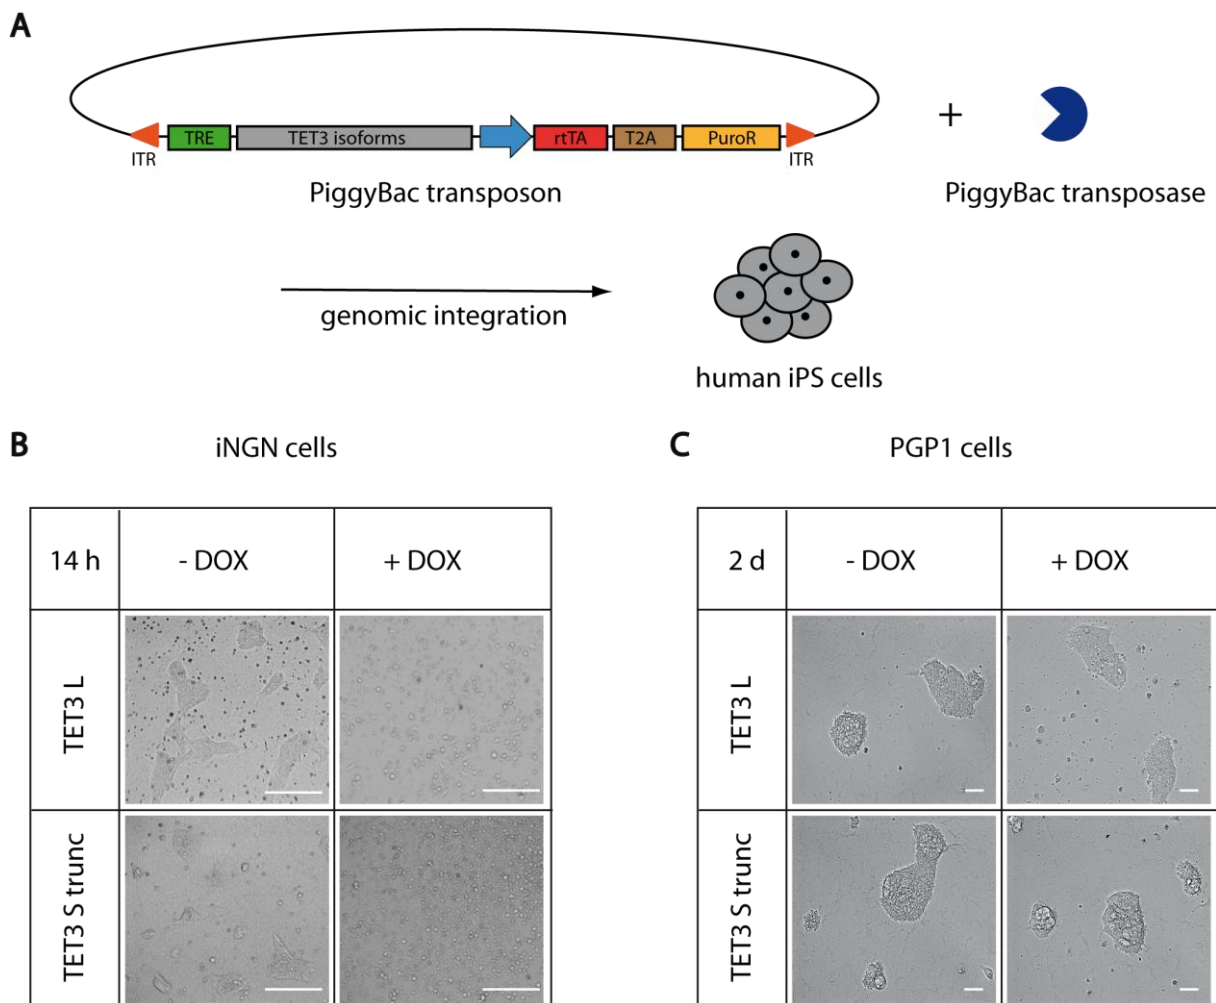 A
TRE TET3 isoforms rtTA T2A PuroR
ITR ITR
+
PiggyBac transposon
PiggyBac transposase
genomic integration
human iPS cells
B iNGN cells
14 h - DOX + DOX
TET3 L
TET3 S trunc
C PGP1 cells
2 d - DOX + DOX
TET3 L
TET3 S trunc